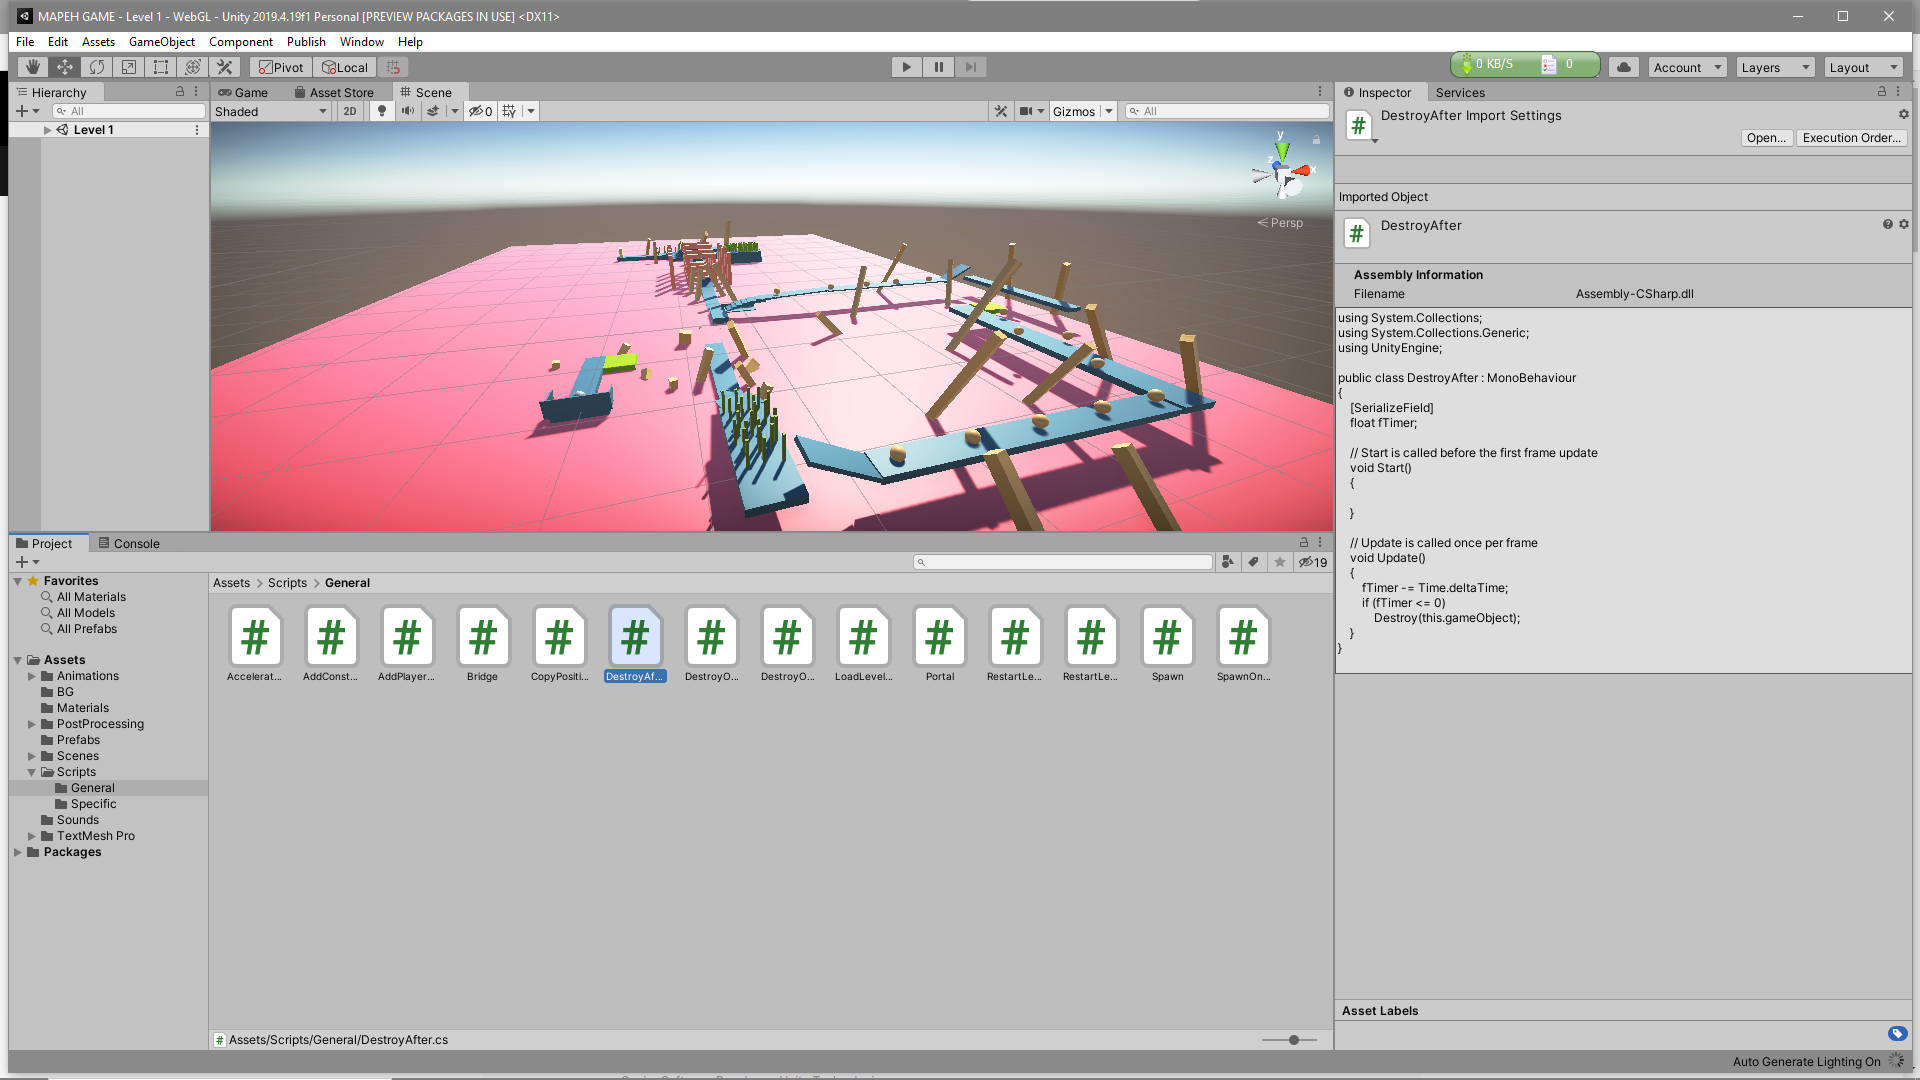 MAPEH GAME - Level 1 - WebGL - Unity 2019.4.19f1 Personal [PREVIEW PACKAGES IN USE] <DX11>
File Edit Assets GameObject Component Publish Window Help
Pivot Local 0 KB/S 0 Account Layers Layout
Hierarchy Game Asset Store Scene Inspector Services
All Shaded 2D 0 Gizmos All
Level 1
y
z
x
Persp
DestroyAfter Import Settings
Open... Execution Order...
Imported Object
DestroyAfter
Assembly Information
Filename Assembly-CSharp.dll
using System.Collections;
using System.Collections.Generic;
using UnityEngine;
public class DestroyAfter : MonoBehaviour
{
[SerializeField]
float fTimer;
// Start is called before the first frame update
void Start()
{
}
// Update is called once per frame
void Update()
{
fTimer -= Time.deltaTime;
if (fTimer <= 0)
Destroy(this.gameObject);
}
}
Project Console
19
Favorites
All Materials
All Models
All Prefabs
Assets
Animations
BG
Materials
PostProcessing
Prefabs
Scenes
Scripts
General
Specific
Sounds
TextMesh Pro
Packages
Assets > Scripts > General
Accelerat... AddConst... AddPlayer... Bridge CopyPositi... DestroyAf... DestroyO... DestroyO... LoadLevel... Portal RestartLe... RestartLe... Spawn SpawnOn...
Assets/Scripts/General/DestroyAfter.cs
Asset Labels
Auto Generate Lighting On